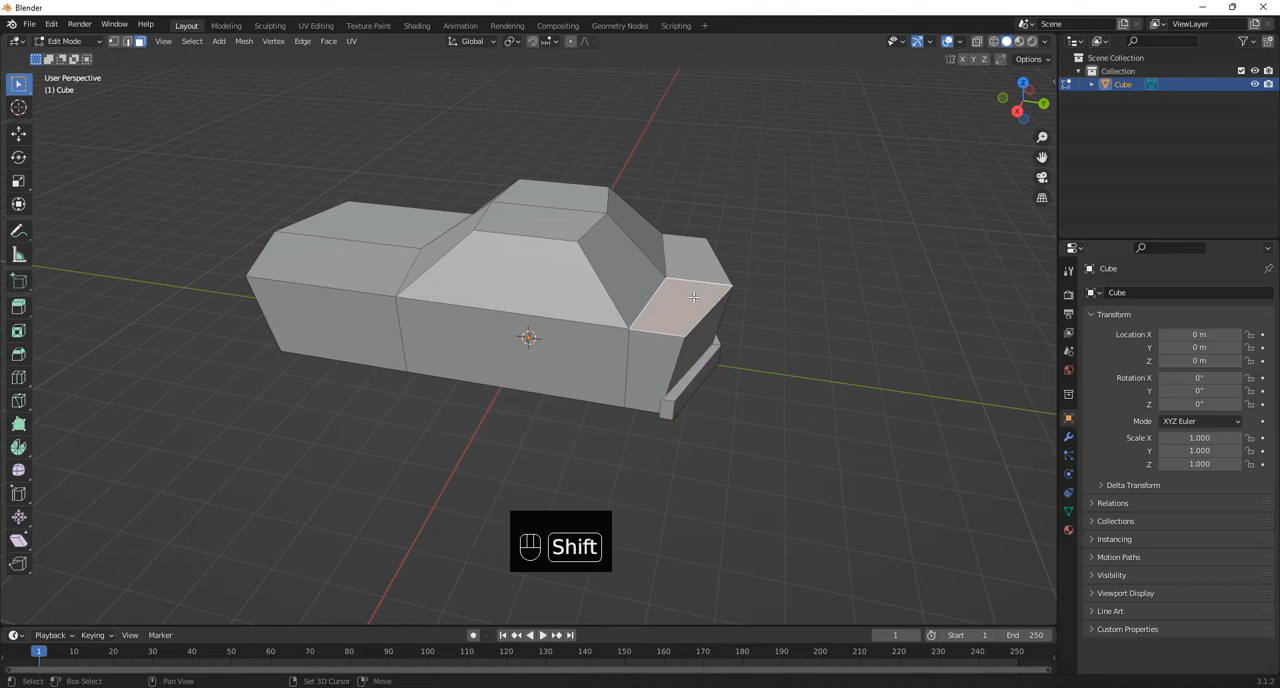 Blender
File Edit Render Window Help Layout Modeling Sculpting UV Editing Texture Paint Shading Animation Rendering Compositing Geometry Nodes Scripting + Scene ViewLayer
Edit Mode View Select Add Mesh Vertex Edge Face UV Global
X Y Z Options
User Perspective
(1) Cube
Z
Y
X
Scene Collection
Collection
Cube
Cube
Cube
Transform
Location X 0 m
Y 0 m
Z 0 m
Rotation X 0°
Y 0°
Z 0°
Mode XYZ Euler
Scale X 1.000
Y 1.000
Z 1.000
Delta Transform
Relations
Collections
Instancing
Motion Paths
Visibility
Viewport Display
Line Art
Custom Properties
Shift
Playback Keying View Marker 1 Start 1 End 250
1 10 20 30 40 50 60 70 80 90 100 110 120 130 140 150 160 170 180 190 200 210 220 230 240 250
Select Box Select Pan View Set 3D Cursor Move 3.1.2